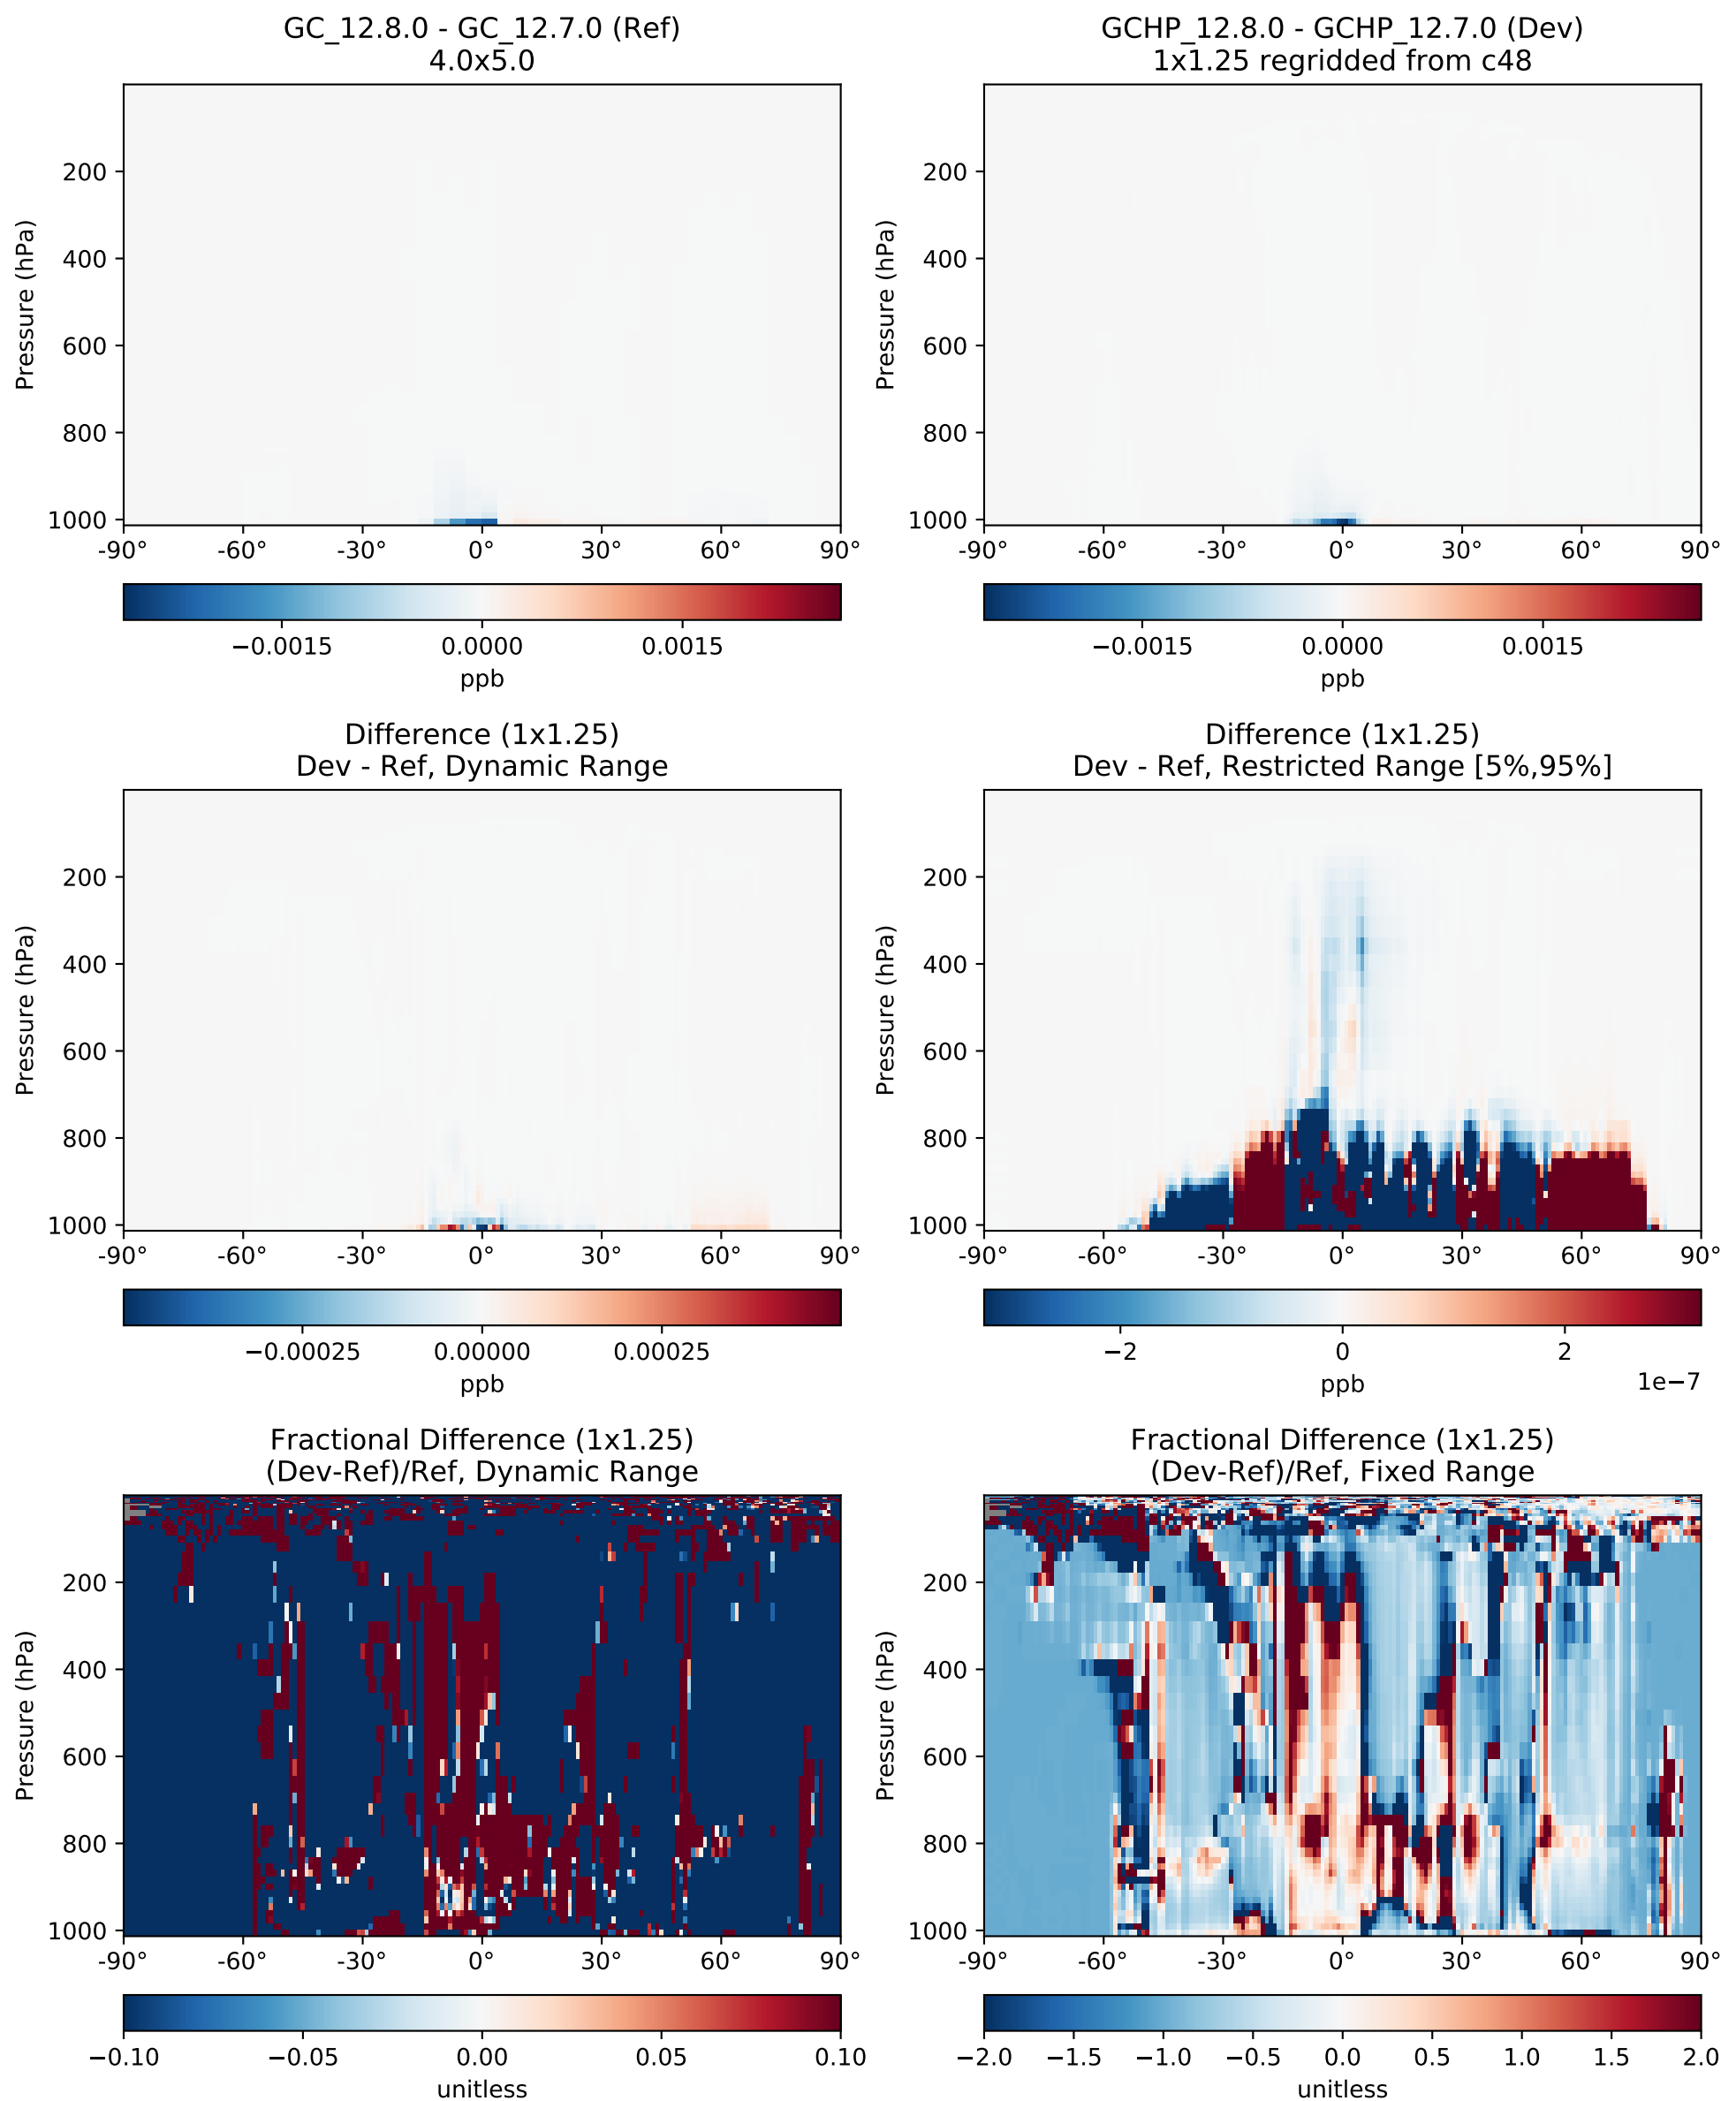 GC_12.8.0 - GC_12.7.0 (Ref)
4.0x5.0
Pressure (hPa)
200
400
600
800
1000
-90° -60° -30° 0° 30° 60° 90°
−0.0015 0.0000 0.0015
ppb
GCHP_12.8.0 - GCHP_12.7.0 (Dev)
1x1.25 regridded from c48
Pressure (hPa)
200
400
600
800
1000
-90° -60° -30° 0° 30° 60° 90°
−0.0015 0.0000 0.0015
ppb
Difference (1x1.25)
Dev - Ref, Dynamic Range
Pressure (hPa)
200
400
600
800
1000
-90° -60° -30° 0° 30° 60° 90°
−0.00025 0.00000 0.00025
ppb
Difference (1x1.25)
Dev - Ref, Restricted Range [5%,95%]
Pressure (hPa)
200
400
600
800
1000
-90° -60° -30° 0° 30° 60° 90°
−2 0 2
ppb
1e−7
Fractional Difference (1x1.25)
(Dev-Ref)/Ref, Dynamic Range
Pressure (hPa)
200
400
600
800
1000
-90° -60° -30° 0° 30° 60° 90°
−0.10 −0.05 0.00 0.05 0.10
unitless
Fractional Difference (1x1.25)
(Dev-Ref)/Ref, Fixed Range
Pressure (hPa)
200
400
600
800
1000
-90° -60° -30° 0° 30° 60° 90°
−2.0 −1.5 −1.0 −0.5 0.0 0.5 1.0 1.5 2.0
unitless